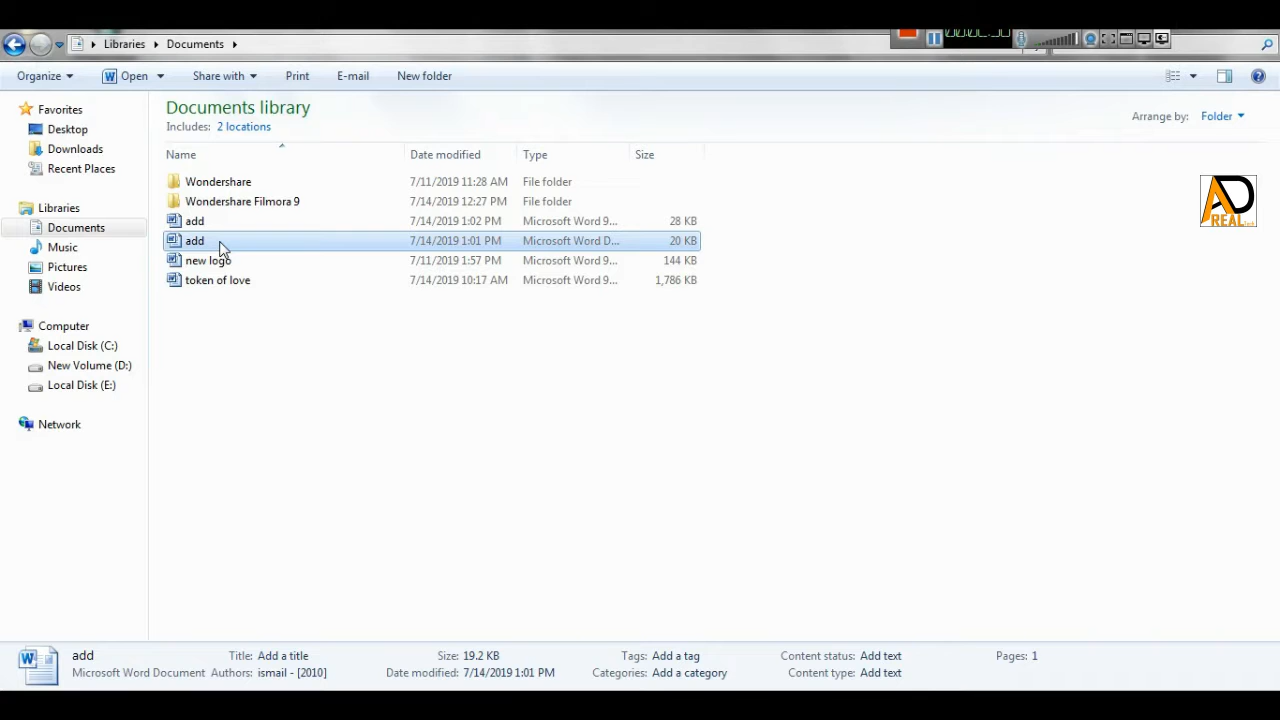 Libraries Documents
Organize Open Share with Print E-mail New folder
Favorites
Desktop
Downloads
Recent Places
Libraries
Documents
Music
Pictures
Videos
Computer
Local Disk (C:)
New Volume (D:)
Local Disk (E:)
Network
Documents library
Includes: 2 locations
Arrange by: Folder
Name Date modified Type Size
Wondershare 7/11/2019 11:28 AM File folder
Wondershare Filmora 9 7/14/2019 12:27 PM File folder
add 7/14/2019 1:02 PM Microsoft Word 9... 28 KB
add 7/14/2019 1:01 PM Microsoft Word D... 20 KB
new logo 7/11/2019 1:57 PM Microsoft Word 9... 144 KB
token of love 7/14/2019 10:17 AM Microsoft Word 9... 1,786 KB
AD
REAL
add Title: Add a title Size: 19.2 KB Tags: Add a tag Content status: Add text Pages: 1
Microsoft Word Document Authors: ismail - [2010] Date modified: 7/14/2019 1:01 PM Categories: Add a category Content type: Add text